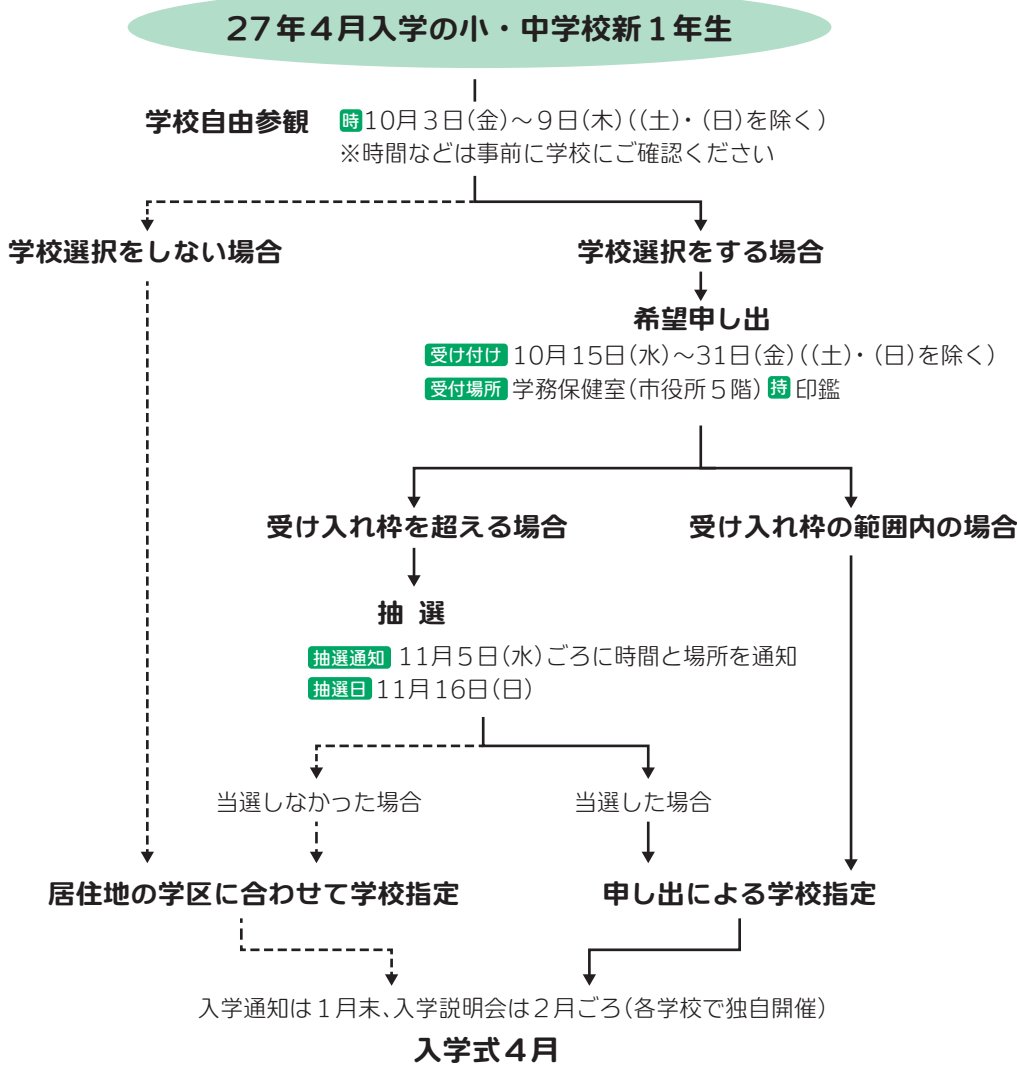 27年4月入学の小・中学校新1年生
学校自由参観 時10月3日(金)～9日(木)((土)・(日)を除く)
※時間などは事前に学校にご確認ください
学校選択をしない場合
学校選択をする場合
希望申し出
受け付け 10月15日(水)～31日(金)((土)・(日)を除く)
受付場所 学務保健室(市役所5階) 持 印鑑
受け入れ枠を超える場合
受け入れ枠の範囲内の場合
抽選
抽選通知 11月5日(水)ごろに時間と場所を通知
抽選日 11月16日(日)
当選しなかった場合
当選した場合
居住地の学区に合わせて学校指定
申し出による学校指定
入学通知は1月末、入学説明会は2月ごろ(各学校で独自開催)
入学式4月